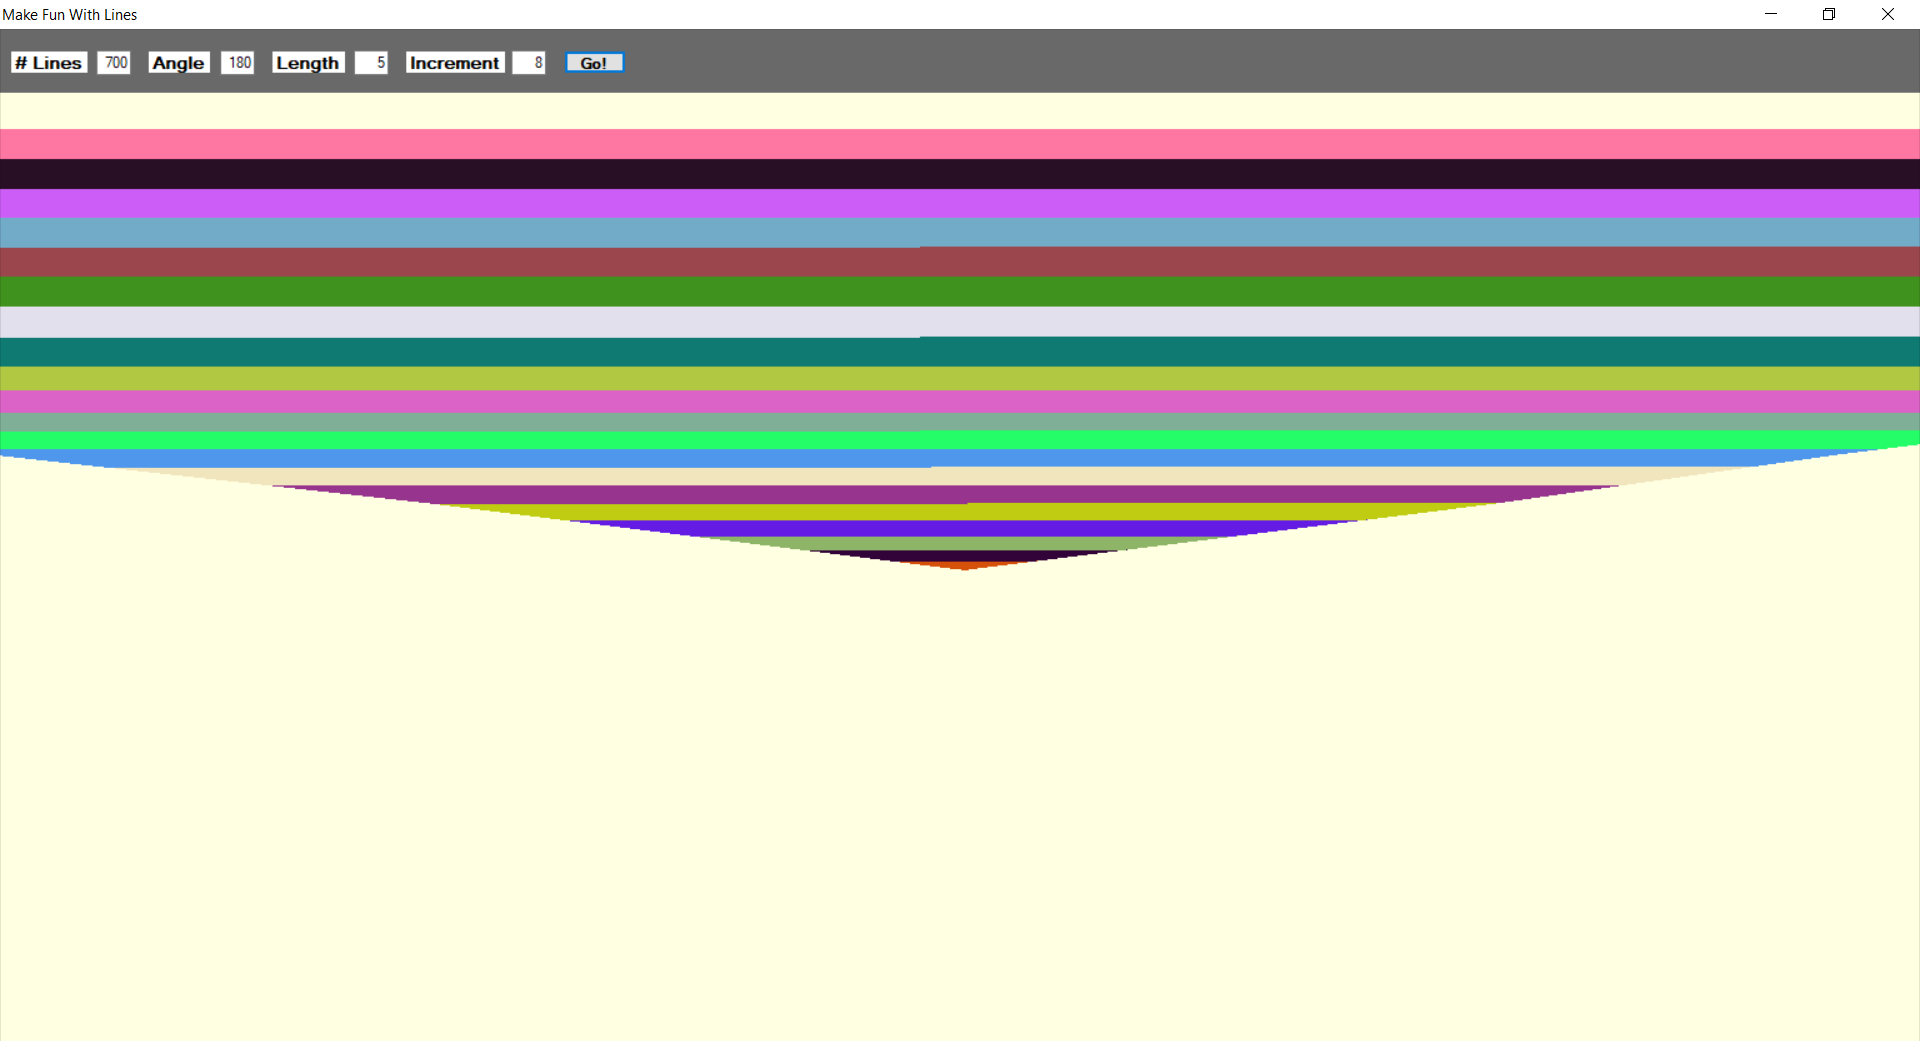 Make Fun With Lines
# Lines 700 Angle 180 Length 5 Increment 8 Go!